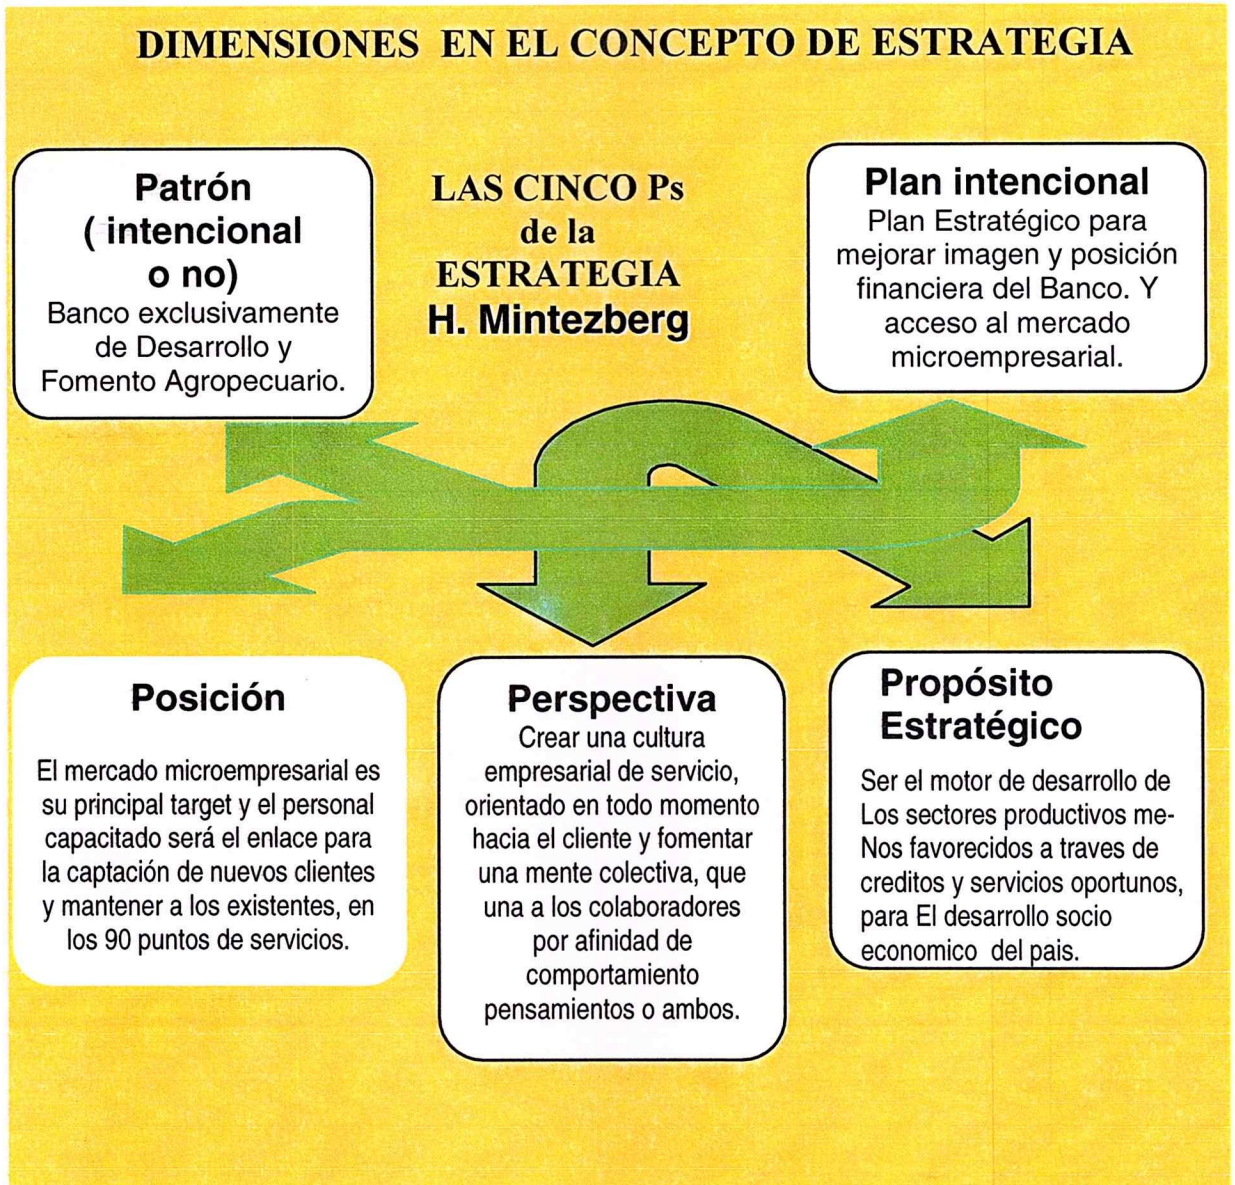 DIMENSIONES EN EL CONCEPTO DE ESTRATEGIA
Patrón
( intencional
o no)
Banco exclusivamente
de Desarrollo y
Fomento Agropecuario.
LAS CINCO Ps
de la
ESTRATEGIA
H. Mintezberg
Plan intencional
Plan Estratégico para
mejorar imagen y posición
financiera del Banco. Y
acceso al mercado
microempresarial.
Posición
El mercado microempresarial es
su principal target y el personal
capacitado será el enlace para
la captación de nuevos clientes
y mantener a los existentes, en
los 90 puntos de servicios.
Perspectiva
Crear una cultura
empresarial de servicio,
orientado en todo momento
hacia el cliente y fomentar
una mente colectiva, que
una a los colaboradores
por afinidad de
comportamiento
pensamientos o ambos.
Propósito
Estratégico
Ser el motor de desarrollo de
Los sectores productivos me-
Nos favorecidos a traves de
creditos y servicios oportunos,
para El desarrollo socio
economico del pais.